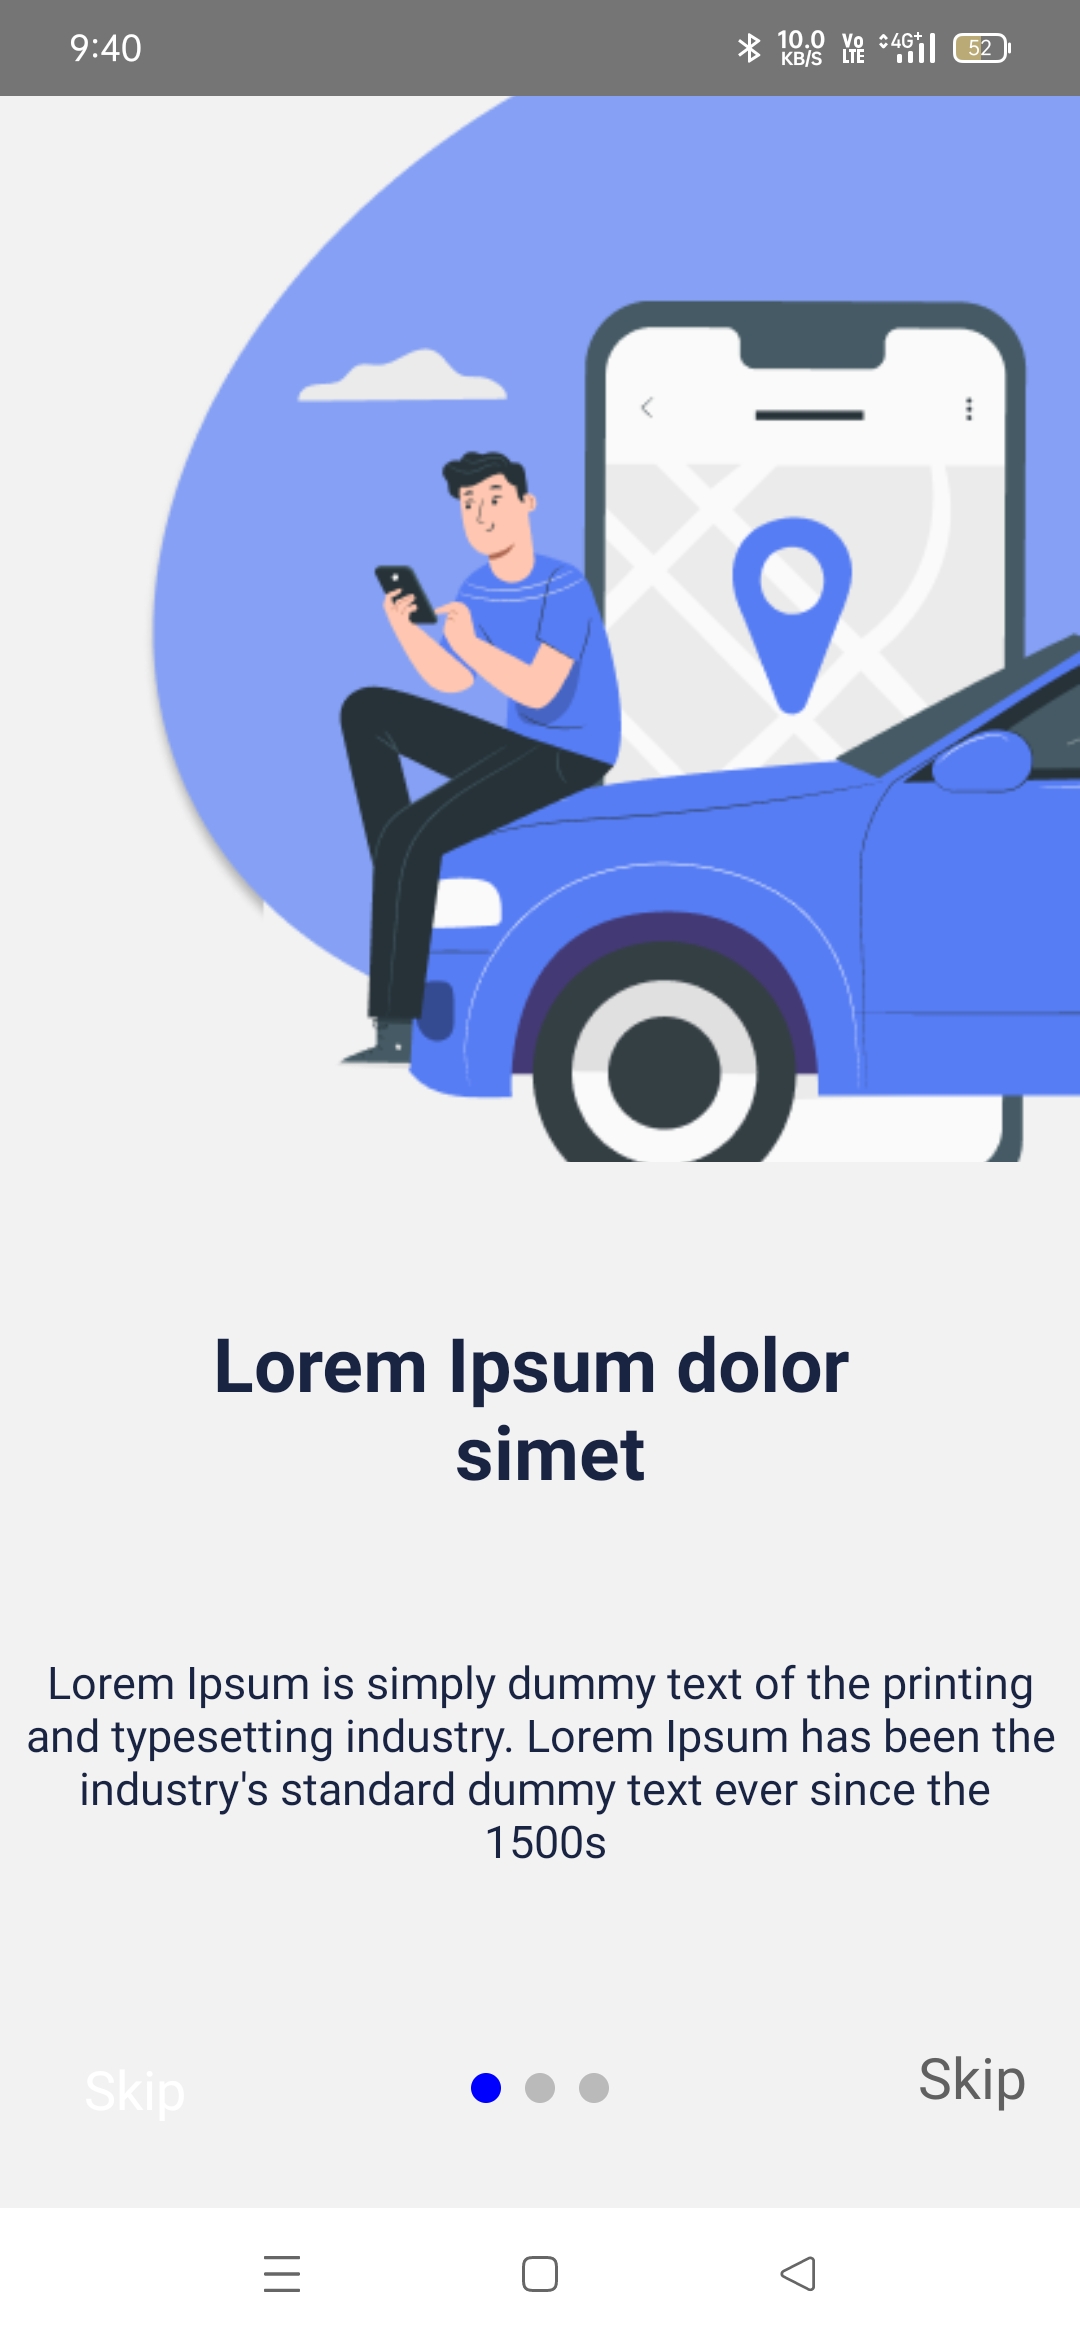 9:40 10.0 KB/S Vo LTE 4G+ 52
Lorem Ipsum dolor
simet
Lorem Ipsum is simply dummy text of the printing
and typesetting industry. Lorem Ipsum has been the
industry's standard dummy text ever since the
1500s
Skip Skip